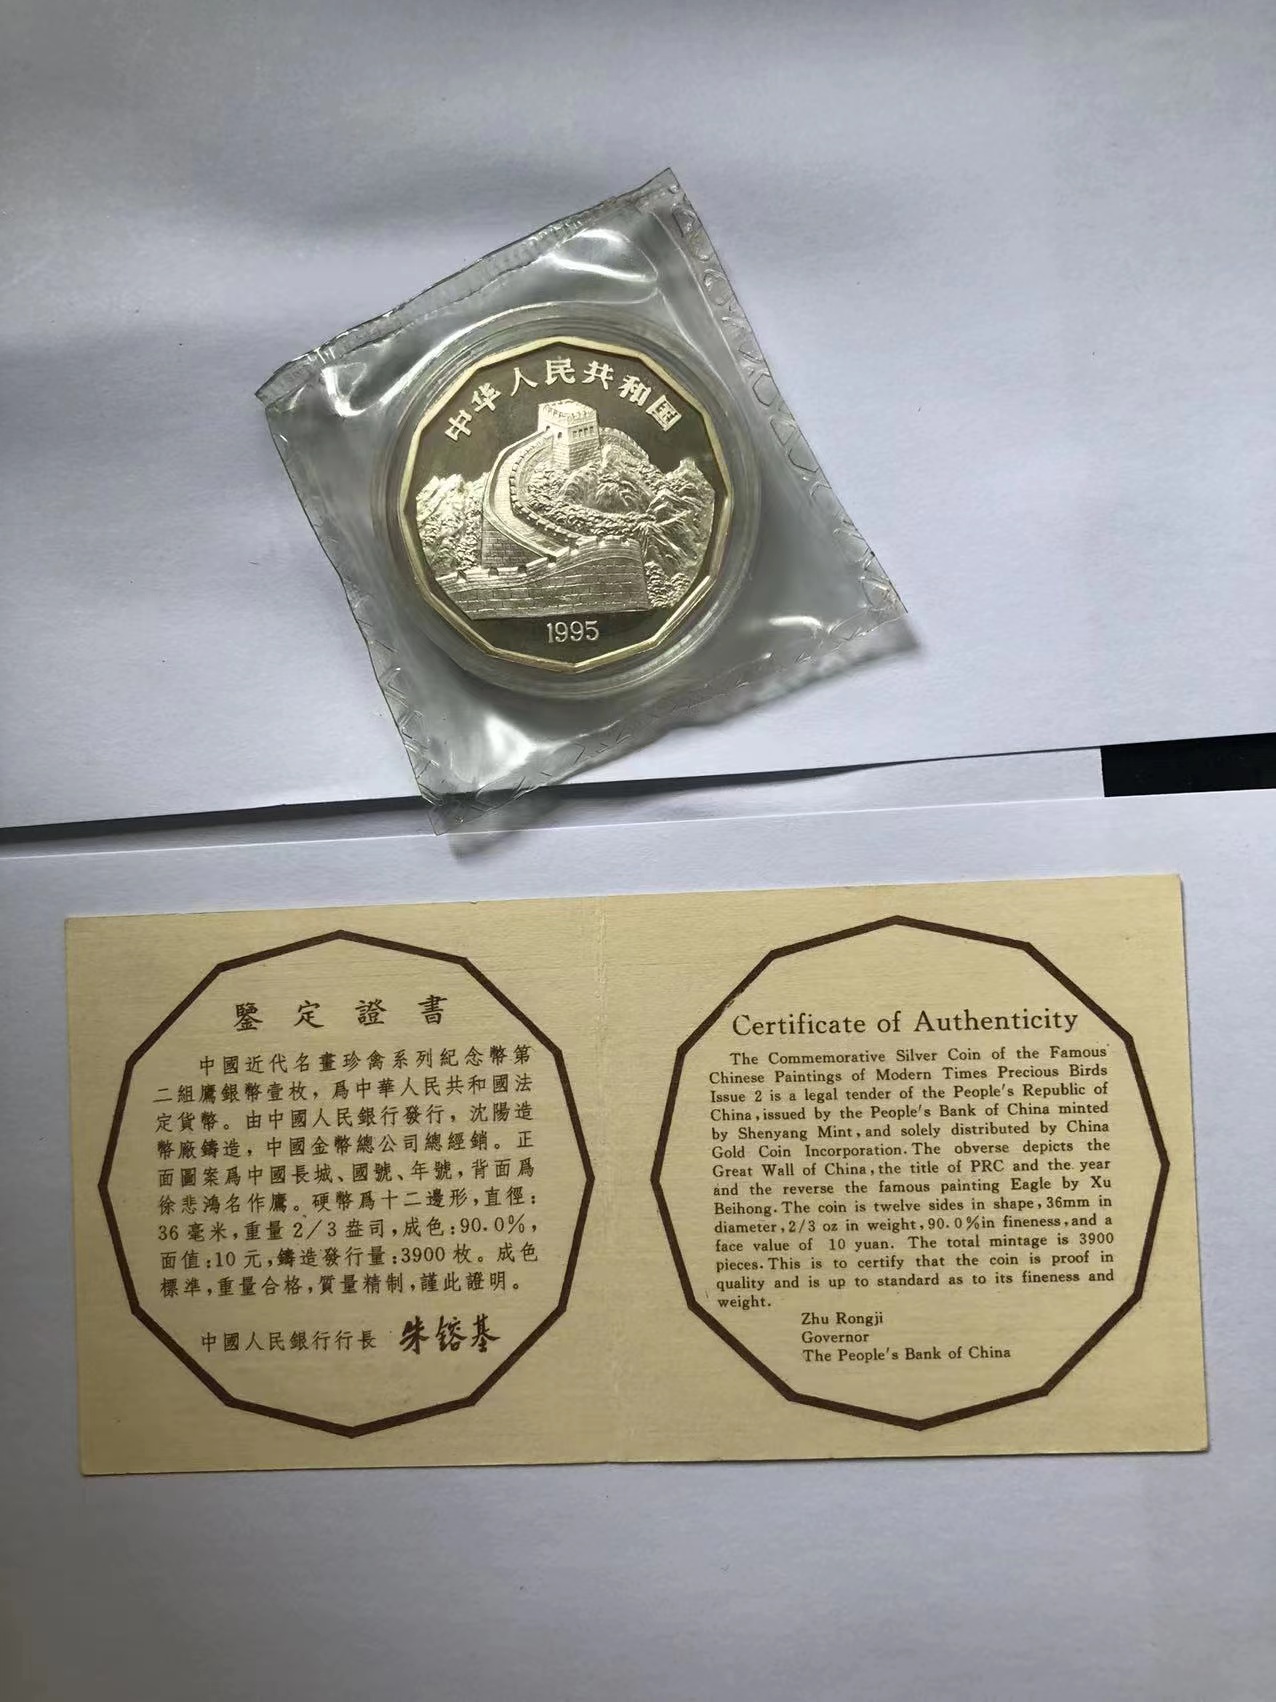 中华人民共和国
1995
鑒定證書
中國近代名畫珍禽系列紀念幣第
二組鷹銀幣壹枚，爲中華人民共和國法
定貨幣。由中國人民銀行發行，沈陽造
幣廠鑄造，中國金幣總公司總經銷。正
面圖案爲中國長城、國號、年號，背面爲
徐悲鴻名作鷹。硬幣爲十二邊形，直徑：
36毫米，重量2/3盎司，成色：90.0%，
面值：10元，鑄造發行量：3900枚。成色
標準，重量合格，質量精制，謹此證明。
中國人民銀行行長 朱镕基
Certificate of Authenticity
The Commemorative Silver Coin of the Famous
Chinese Paintings of Modern Times Precious Birds
Issue 2 is a legal tender of the People's Republic of
China, issued by the People's Bank of China minted
by Shenyang Mint, and solely distributed by China
Gold Coin Incorporation. The obverse depicts the
Great Wall of China, the title of PRC and the year
and the reverse the famous painting Eagle by Xu
Beihong. The coin is twelve sides in shape, 36mm in
diameter, 2/3 oz in weight, 90.0%in fineness, and a
face value of 10 yuan. The total mintage is 3900
pieces. This is to certify that the coin is proof in
quality and is up to standard as to its fineness and
weight.
Zhu Rongji
Governor
The People's Bank of China